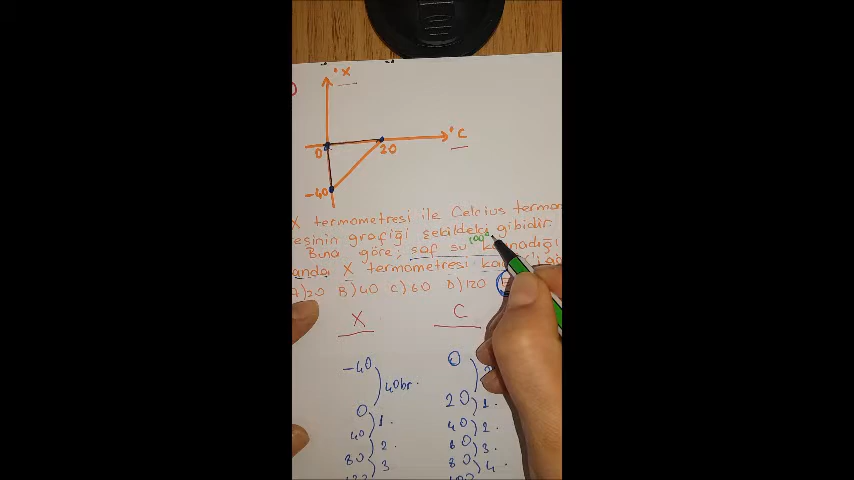 °X
°C
0
20
-40
X termometresi ile Celcius termom
esinin grafiği şekildeki gibidir.
Buna göre; saf su kaynadığı
anda X termometresi
A)20 B)40 C)60 D)120
X C
-40 0
40br.
0 20
1. 1.
40 40
2. 2.
80 60
3 3.
80
4.